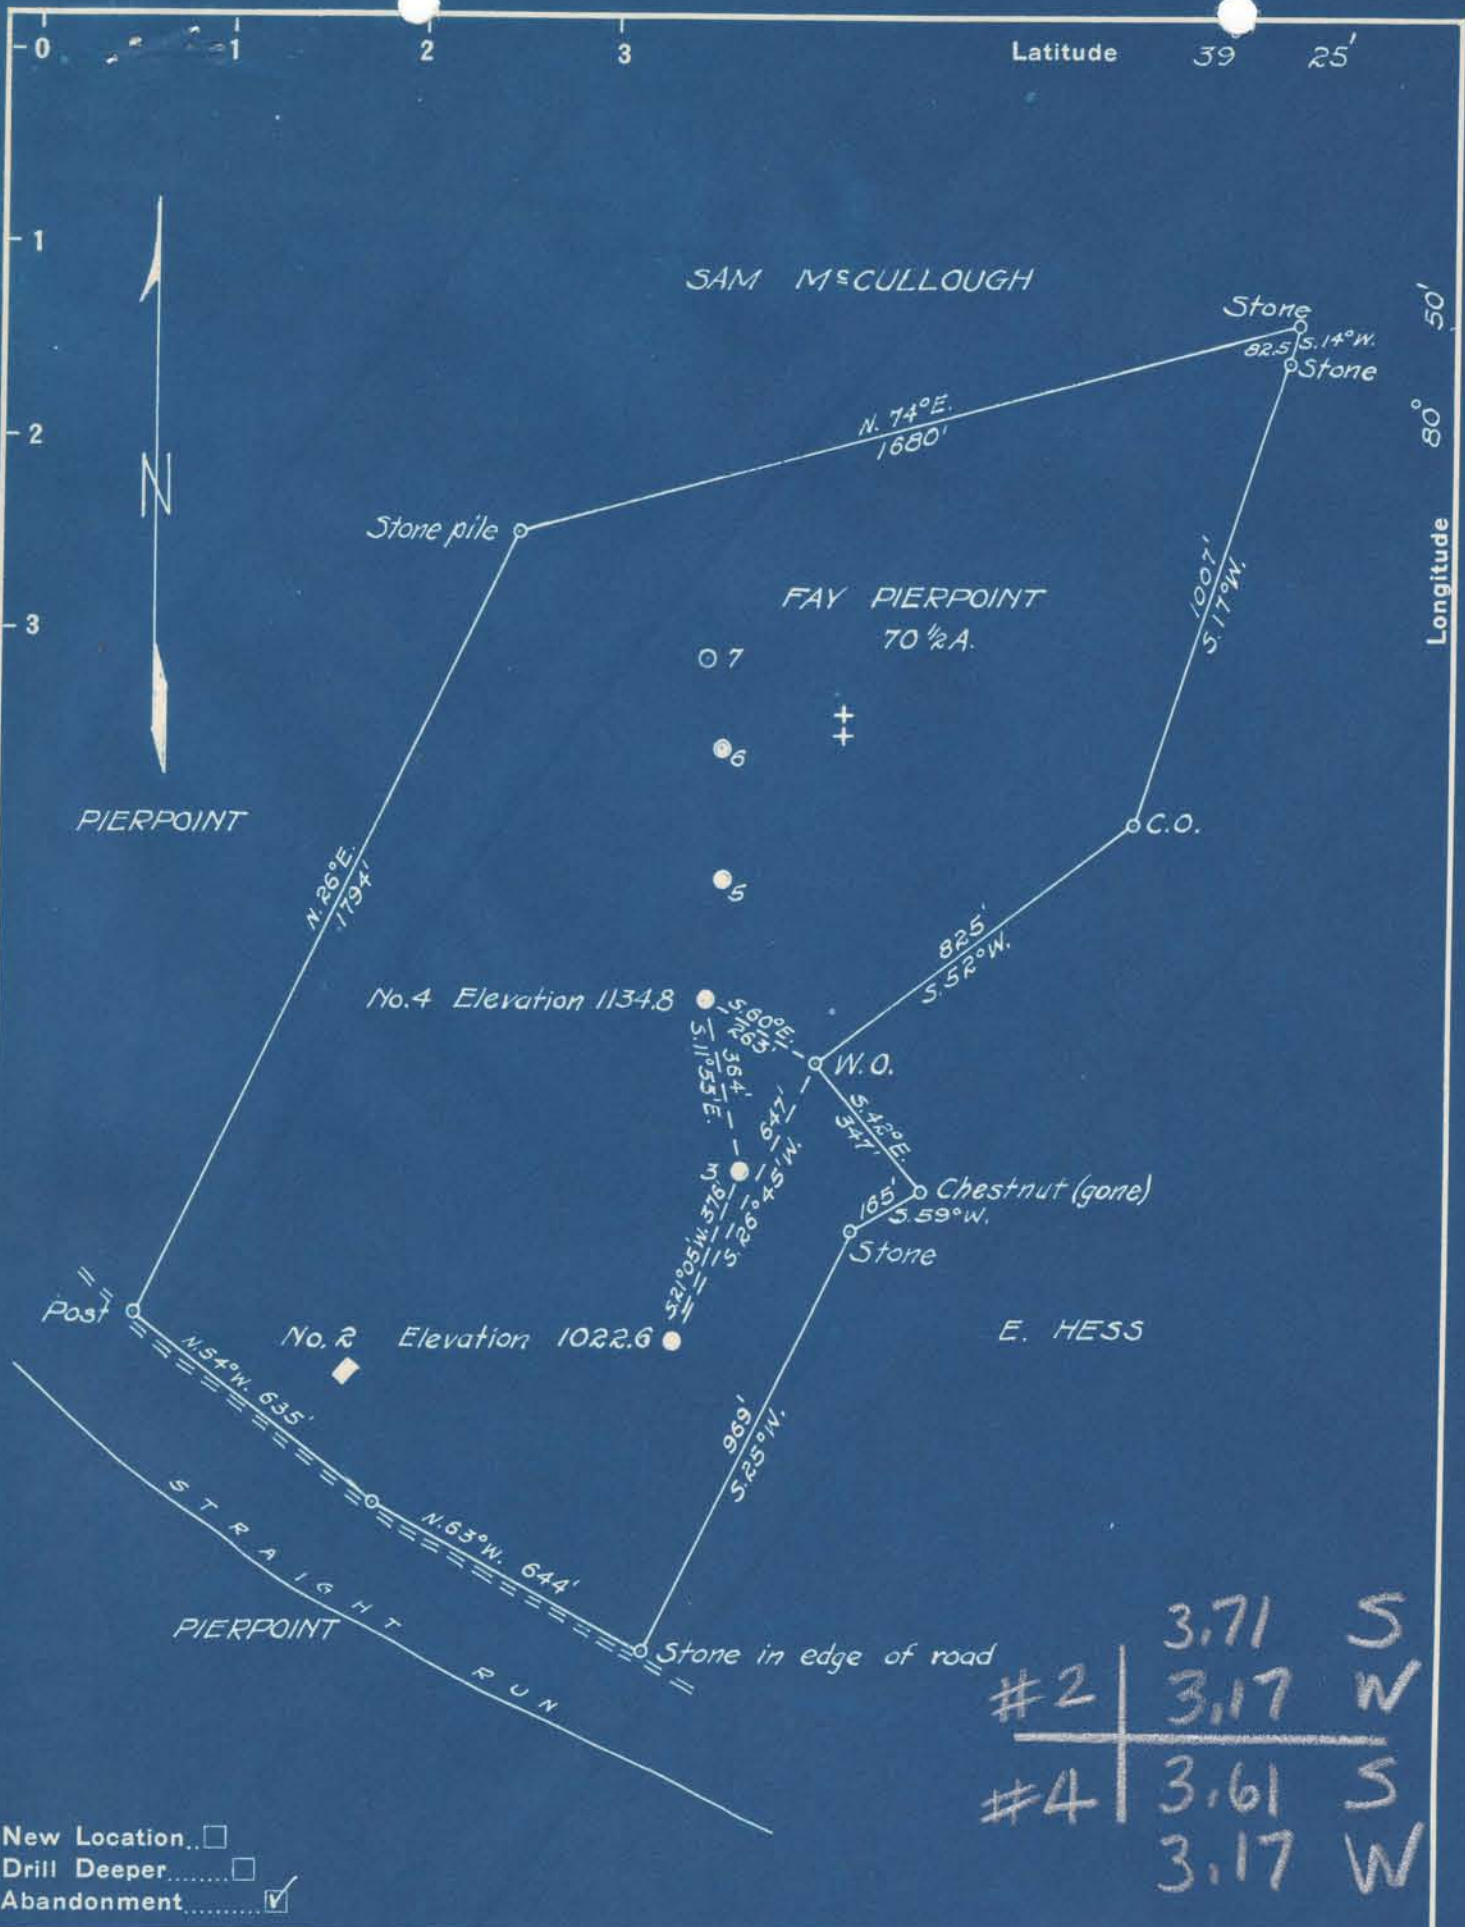 0 1 2 3 Latitude 39 25'
1
SAM McCULLOUGH
50'
Stone
82.5 S.14°W.
Stone
N. 74°E.
1680'
2
80°
N
Stone pile
Longitude
1007'
S.17°W.
FAY PIERPOINT
70 1/2 A.
3
7
6
PIERPOINT
C.O.
N. 26°E.
1794'
5
825'
S.52°W.
No.4 Elevation 1134.8
S.60°E.
263'
364'
S.11°55'E.
W.O.
S.42°E.
347'
647'
S.26°45'W.
3
Chestnut (gone)
165'
S.59°W.
S21°05'W. 376'
Stone
Post
No. 2 Elevation 1022.6
E. HESS
N.54°W. 635'
969'
S.25°W.
STRAIGHT RUN
N.63°W. 644'
PIERPOINT
Stone in edge of road
3.71 S
#2 3.17 W
#4 3.61 S
3.17 W
New Location..
Drill Deeper.......
Abandonment..........